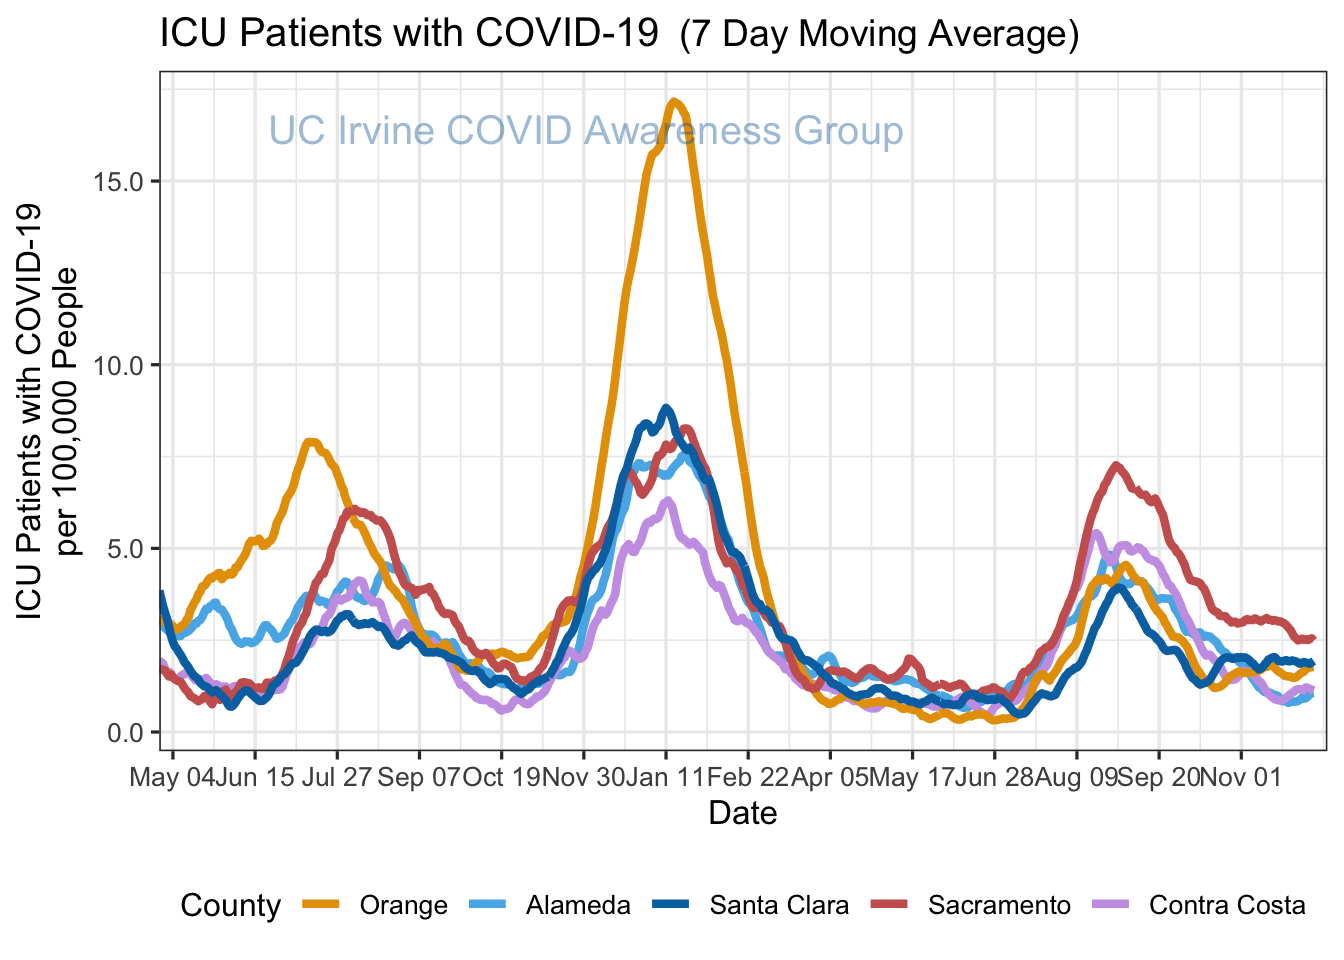 ICU Patients with COVID-19 (7 Day Moving Average)
UC Irvine COVID Awareness Group
ICU Patients with COVID-19
per 100,000 People
15.0
10.0
5.0
0.0
May 04 Jun 15 Jul 27 Sep 07 Oct 19 Nov 30 Jan 11 Feb 22 Apr 05 May 17 Jun 28 Aug 09 Sep 20 Nov 01
Date
County Orange Alameda Santa Clara Sacramento Contra Costa